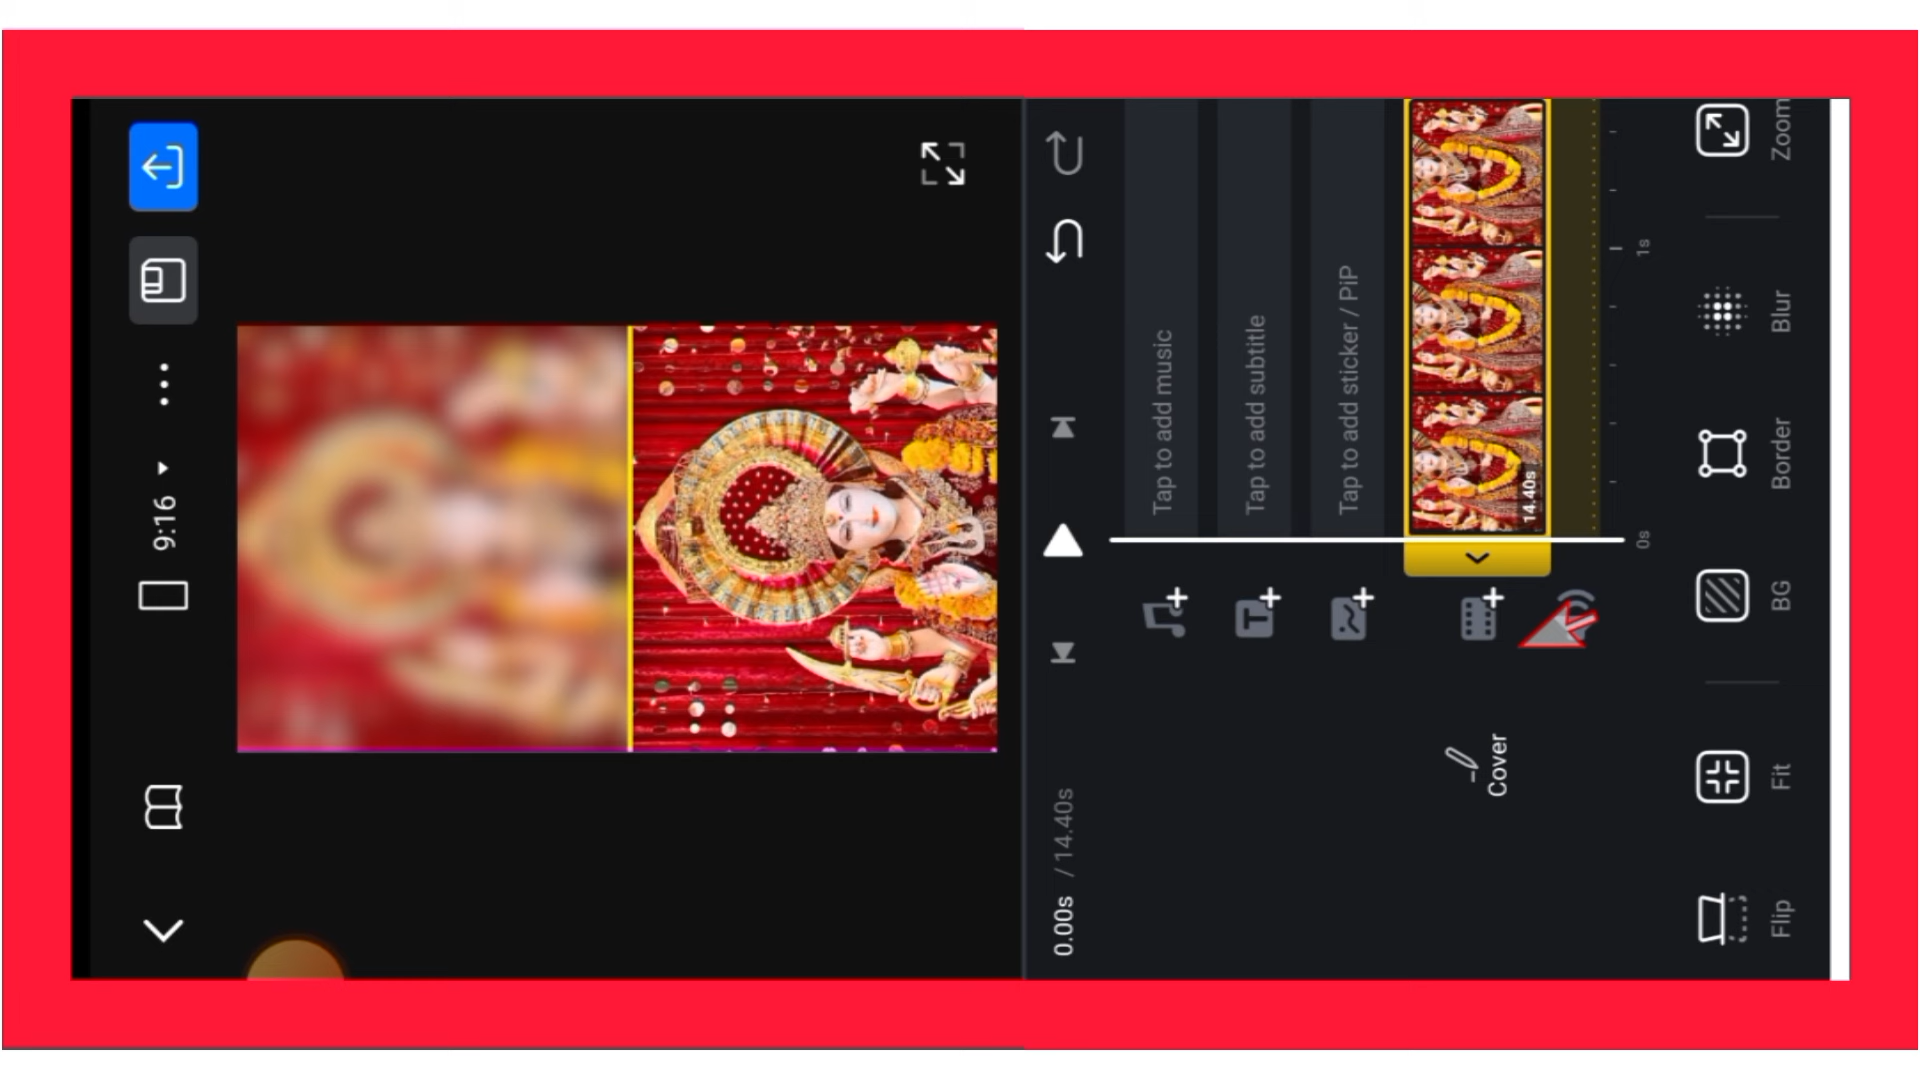 9:16
0.00s / 14.40s
Tap to add music
Tap to add subtitle
Tap to add sticker / PiP
Cover
14.40s
0s
1s
Flip
Fit
BG
Border
Blur
Zoom